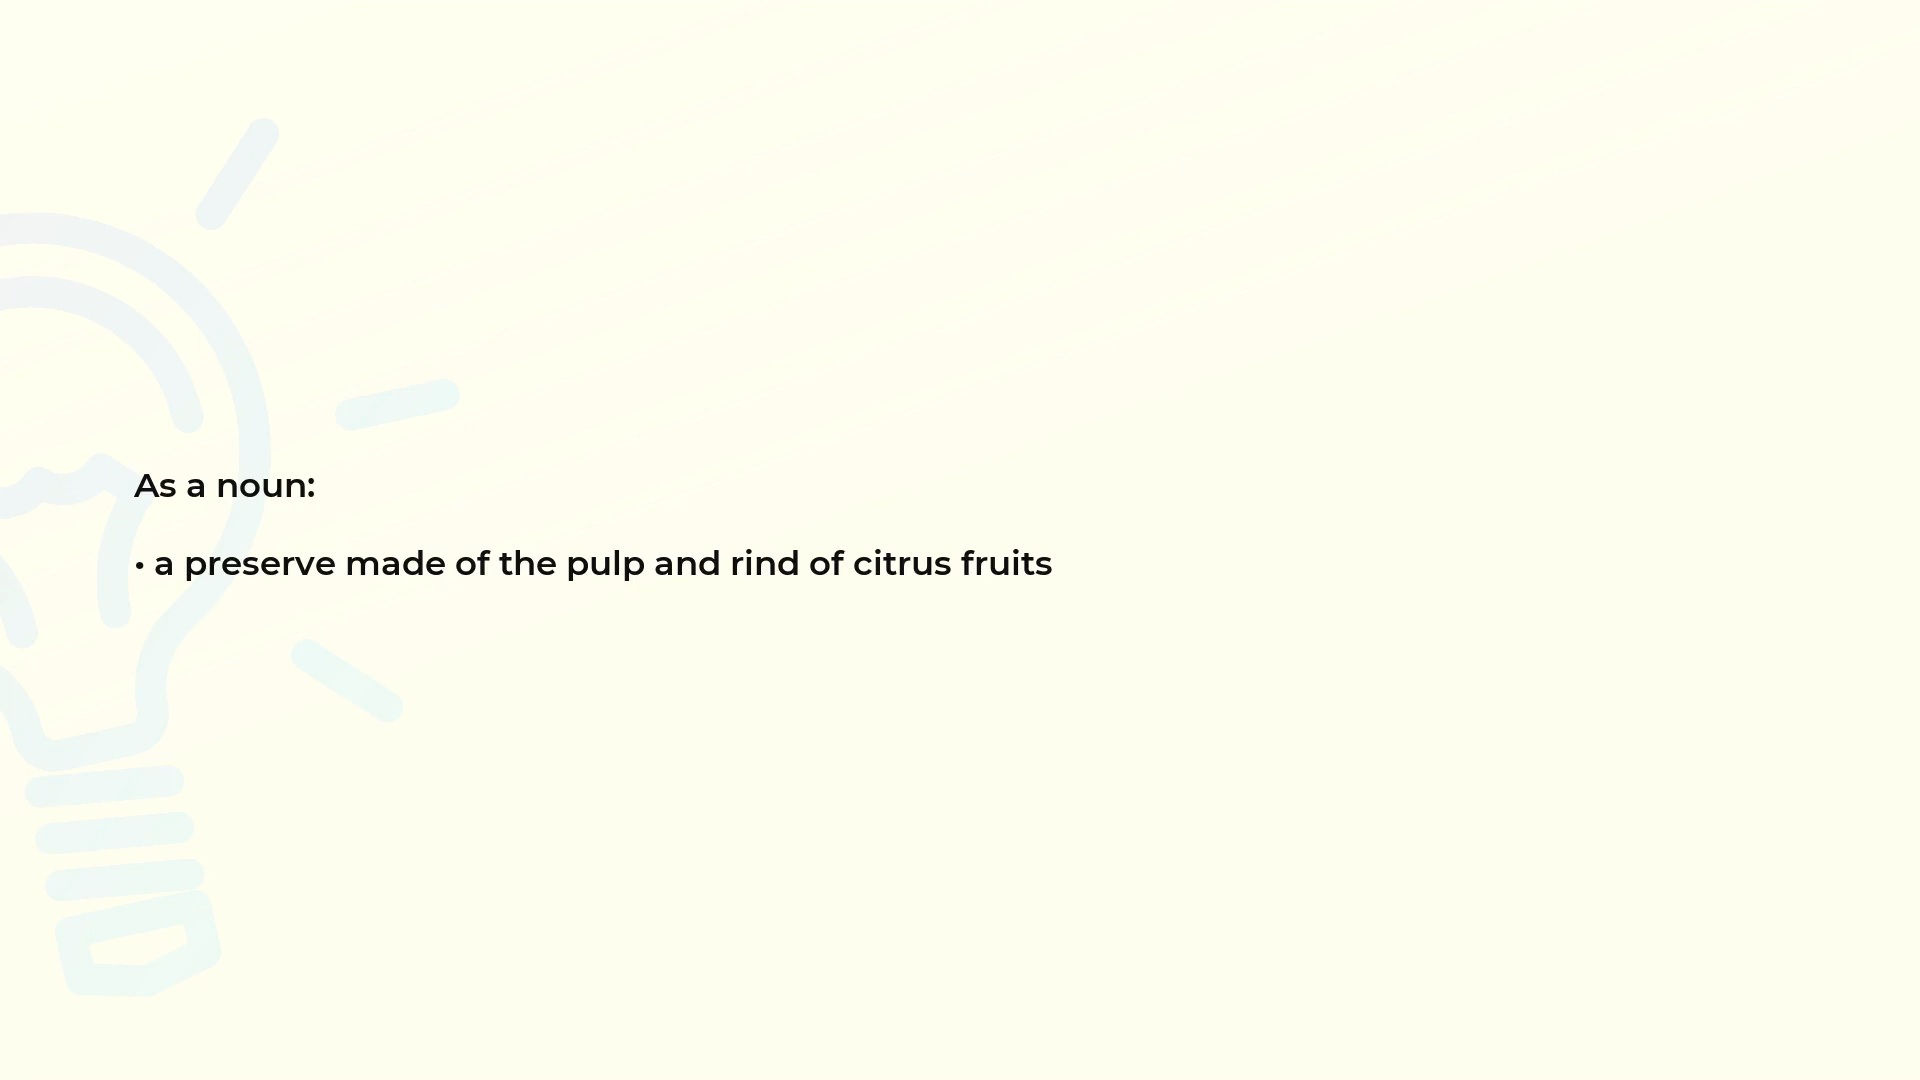 As a noun:
• a preserve made of the pulp and rind of citrus fruits